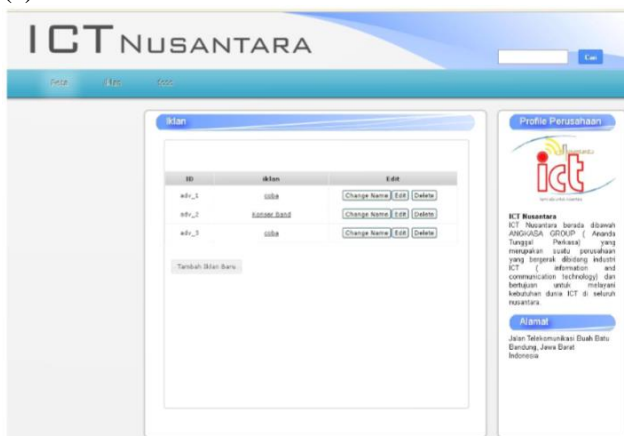 ICT NUSANTARA
Cari
Iklan
ID iklan Edit
adv_1 coba Change Name Edit Delete
adv_2 konser band Change Name Edit Delete
adv_3 coba Change Name Edit Delete
Tambah Iklan Baru
Profile Perusahaan
ict
ICT Nusantara
ICT Nusantara berada dibawah
ANGKASA GROUP ( Ananda
Tunggal Perkasa) yang
merupakan suatu perusahaan
yang bergerak dibidang industri
ICT ( information and
communication technology) dan
bertujuan untuk melayani
kebutuhan dunia ICT di seluruh
nusantara.
Alamat
Jalan Telekomunikasi Buah Batu
Bandung, Jawa Barat
Indonesia